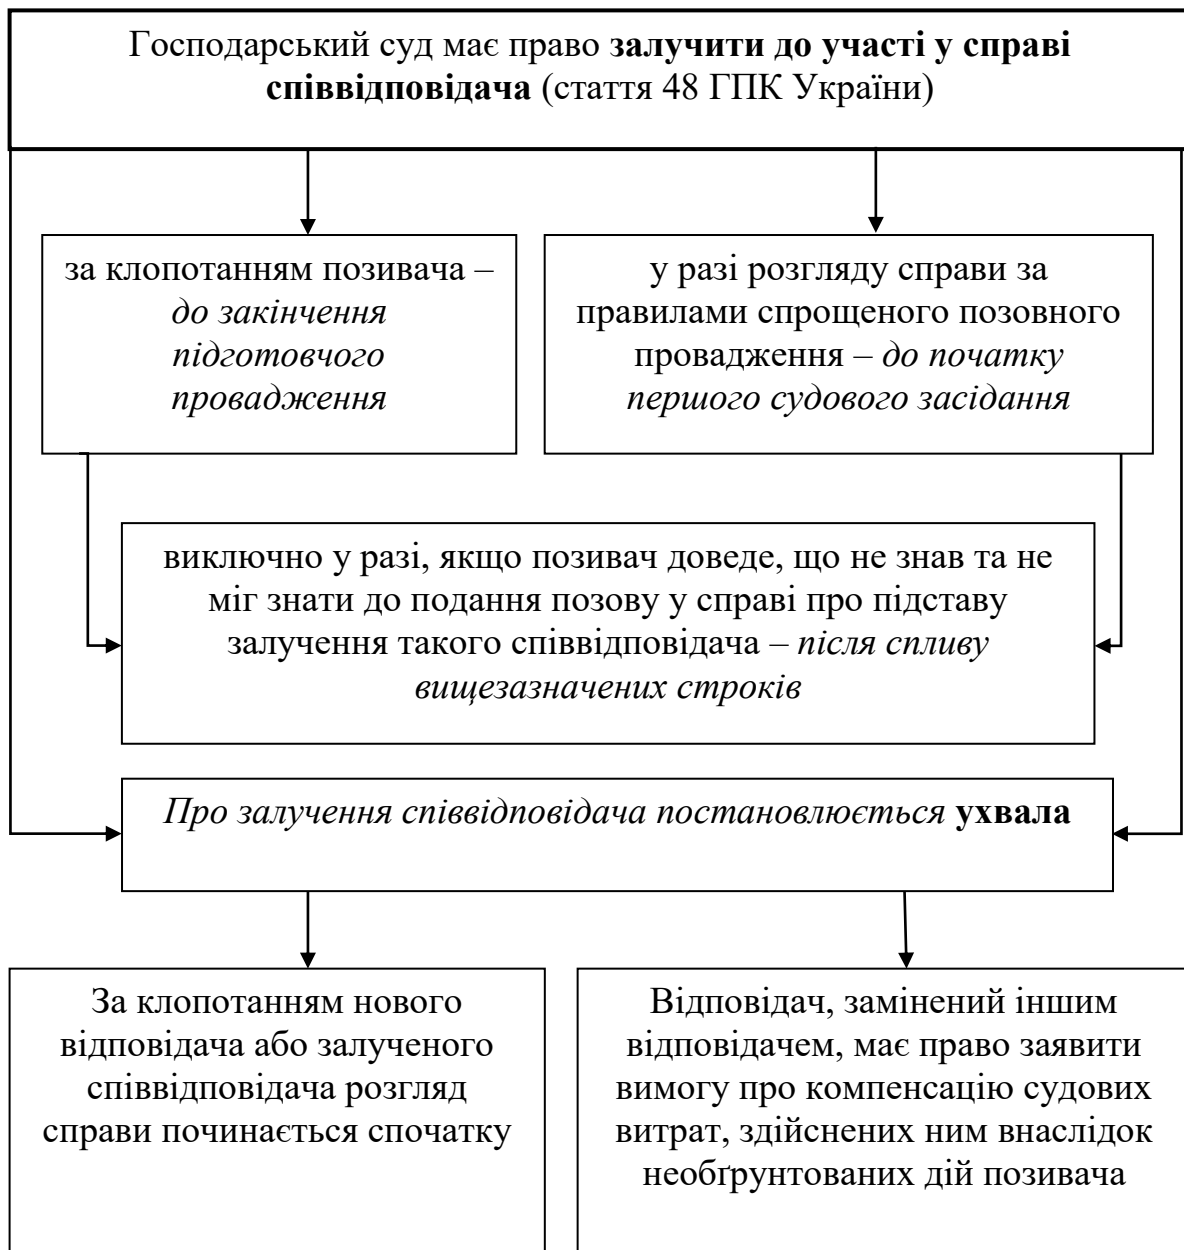 Господарський суд має право залучити до участі у справі
співвідповідача (стаття 48 ГПК України)
за клопотанням позивача –
до закінчення
підготовчого
провадження
у разі розгляду справи за
правилами спрощеного позовного
провадження – до початку
першого судового засідання
виключно у разі, якщо позивач доведе, що не знав та не
міг знати до подання позову у справі про підставу
залучення такого співвідповідача – після спливу
вищезазначених строків
Про залучення співвідповідача постановлюється ухвала
За клопотанням нового
відповідача або залученого
співвідповідача розгляд
справи починається спочатку
Відповідач, замінений іншим
відповідачем, має право заявити
вимогу про компенсацію судових
витрат, здійснених ним внаслідок
необґрунтованих дій позивача